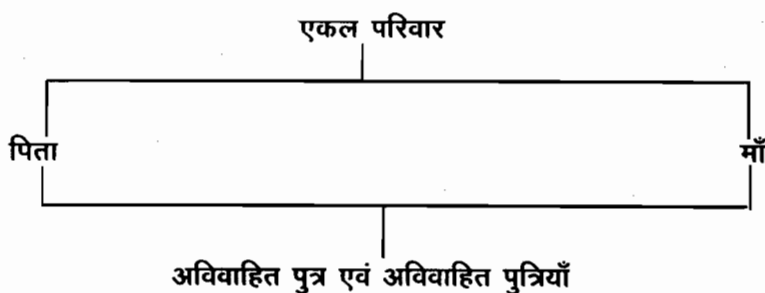 एकल परिवार
पिता माँ
अविवाहित पुत्र एवं अविवाहित पुत्रियाँ